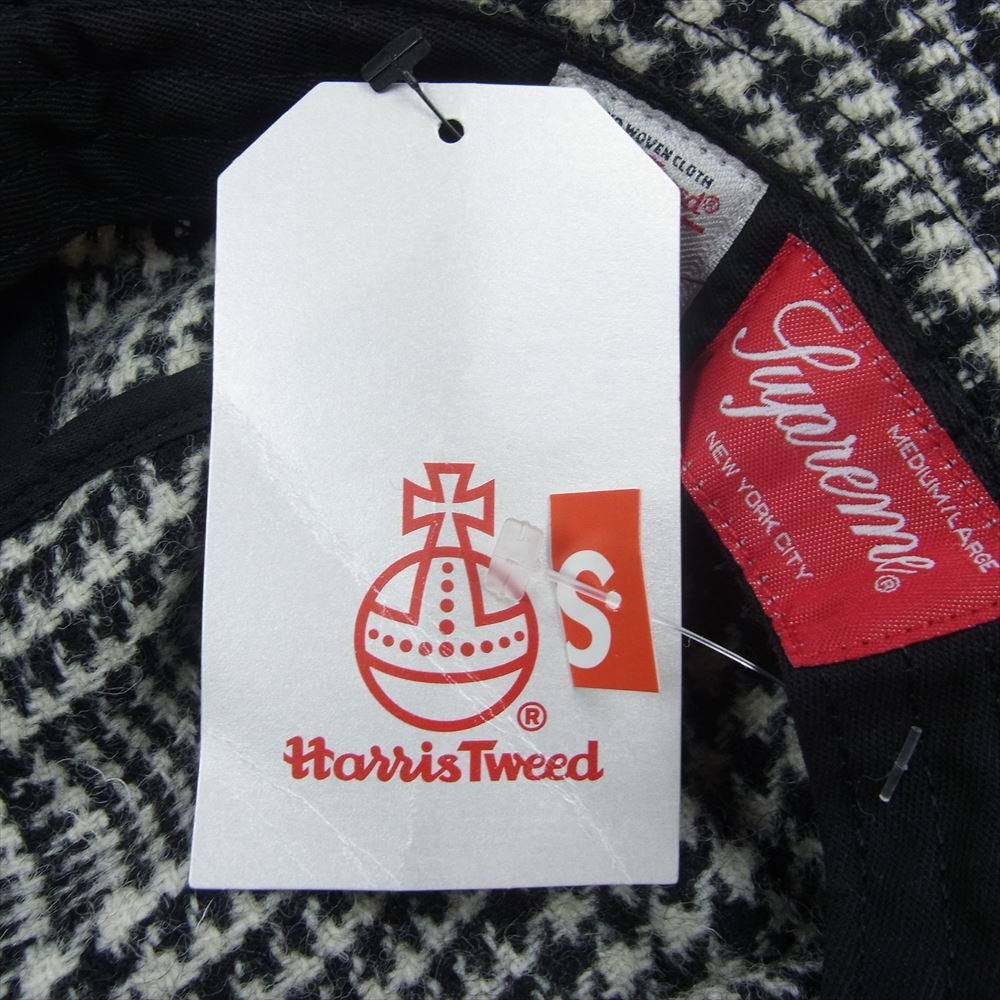 WOVEN CLOTH
®
Supreme®
MEDIUM/LARGE
NEW YORK CITY
S
®
Harris Tweed